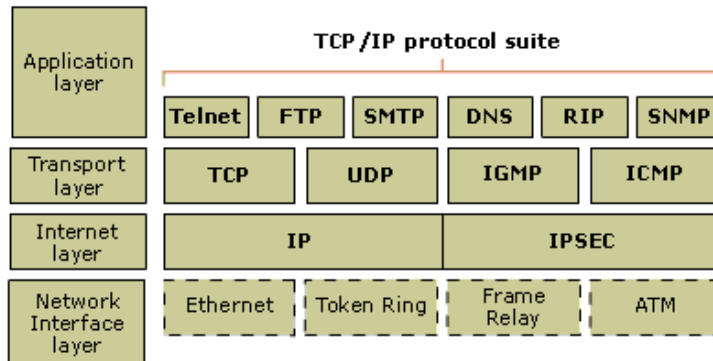 TCP/IP protocol suite
Application
layer
Telnet FTP SMTP DNS RIP SNMP
Transport
layer
TCP UDP IGMP ICMP
Internet
layer
IP IPSEC
Network
Interface
layer
Ethernet Token Ring Frame
Relay ATM